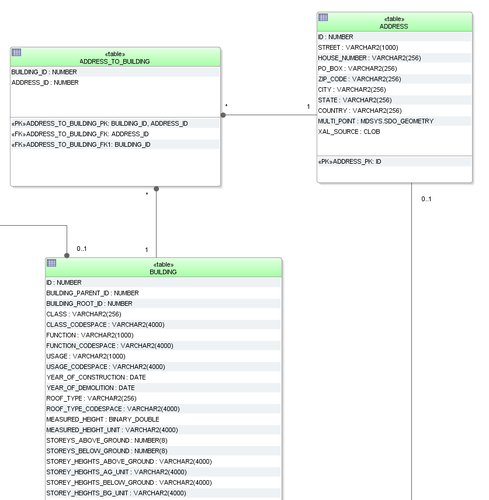 «table»
ADDRESS_TO_BUILDING
BUILDING_ID : NUMBER
ADDRESS_ID : NUMBER
«PK»ADDRESS_TO_BUILDING_PK: BUILDING_ID, ADDRESS_ID
«FK»ADDRESS_TO_BUILDING_FK: ADDRESS_ID
«FK»ADDRESS_TO_BUILDING_FK1: BUILDING_ID
*
1
«table»
ADDRESS
ID : NUMBER
STREET : VARCHAR2(1000)
HOUSE_NUMBER : VARCHAR2(256)
PO_BOX : VARCHAR2(256)
ZIP_CODE : VARCHAR2(256)
CITY : VARCHAR2(256)
STATE : VARCHAR2(256)
COUNTRY : VARCHAR2(256)
MULTI_POINT : MDSYS.SDO_GEOMETRY
XAL_SOURCE : CLOB
«PK»ADDRESS_PK: ID
0..1
*
0..1
1
«table»
BUILDING
ID : NUMBER
BUILDING_PARENT_ID : NUMBER
BUILDING_ROOT_ID : NUMBER
CLASS : VARCHAR2(256)
CLASS_CODESPACE : VARCHAR2(4000)
FUNCTION : VARCHAR2(1000)
FUNCTION_CODESPACE : VARCHAR2(4000)
USAGE : VARCHAR2(1000)
USAGE_CODESPACE : VARCHAR2(4000)
YEAR_OF_CONSTRUCTION : DATE
YEAR_OF_DEMOLITION : DATE
ROOF_TYPE : VARCHAR2(256)
ROOF_TYPE_CODESPACE : VARCHAR2(4000)
MEASURED_HEIGHT : BINARY_DOUBLE
MEASURED_HEIGHT_UNIT : VARCHAR2(4000)
STOREYS_ABOVE_GROUND : NUMBER(8)
STOREYS_BELOW_GROUND : NUMBER(8)
STOREY_HEIGHTS_ABOVE_GROUND : VARCHAR2(4000)
STOREY_HEIGHTS_AG_UNIT : VARCHAR2(4000)
STOREY_HEIGHTS_BELOW_GROUND : VARCHAR2(4000)
STOREY_HEIGHTS_BG_UNIT : VARCHAR2(4000)